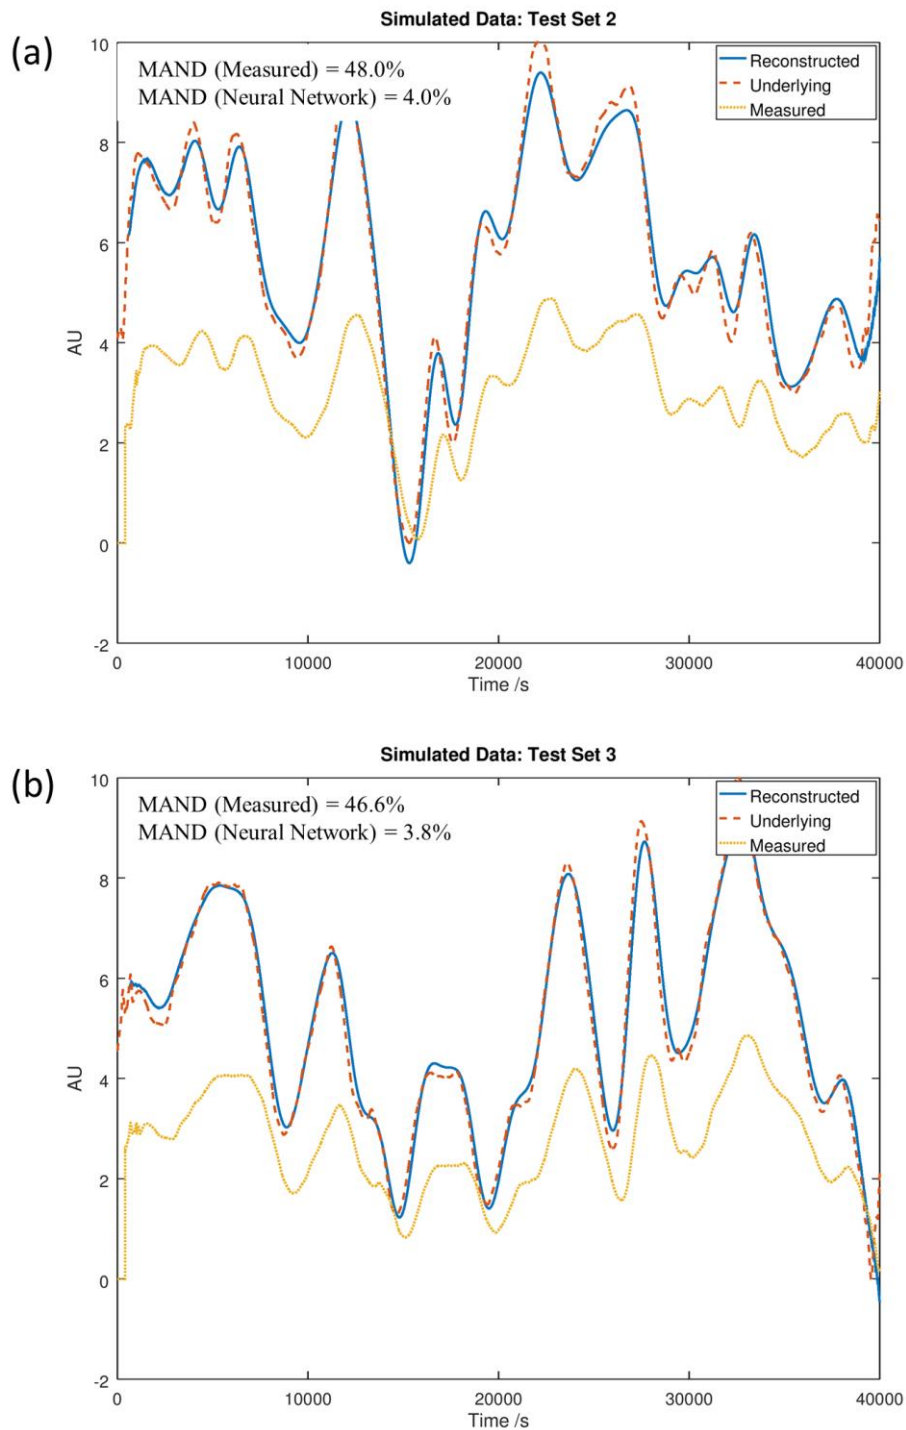 Simulated Data: Test Set 2
(a)
MAND (Measured) = 48.0%
MAND (Neural Network) = 4.0%
Reconstructed
Underlying
Measured
10
8
6
4
2
0
-2
AU
0 10000 20000 30000 40000
Time /s
Simulated Data: Test Set 3
(b)
MAND (Measured) = 46.6%
MAND (Neural Network) = 3.8%
Reconstructed
Underlying
Measured
10
8
6
4
2
0
-2
AU
0 10000 20000 30000 40000
Time /s